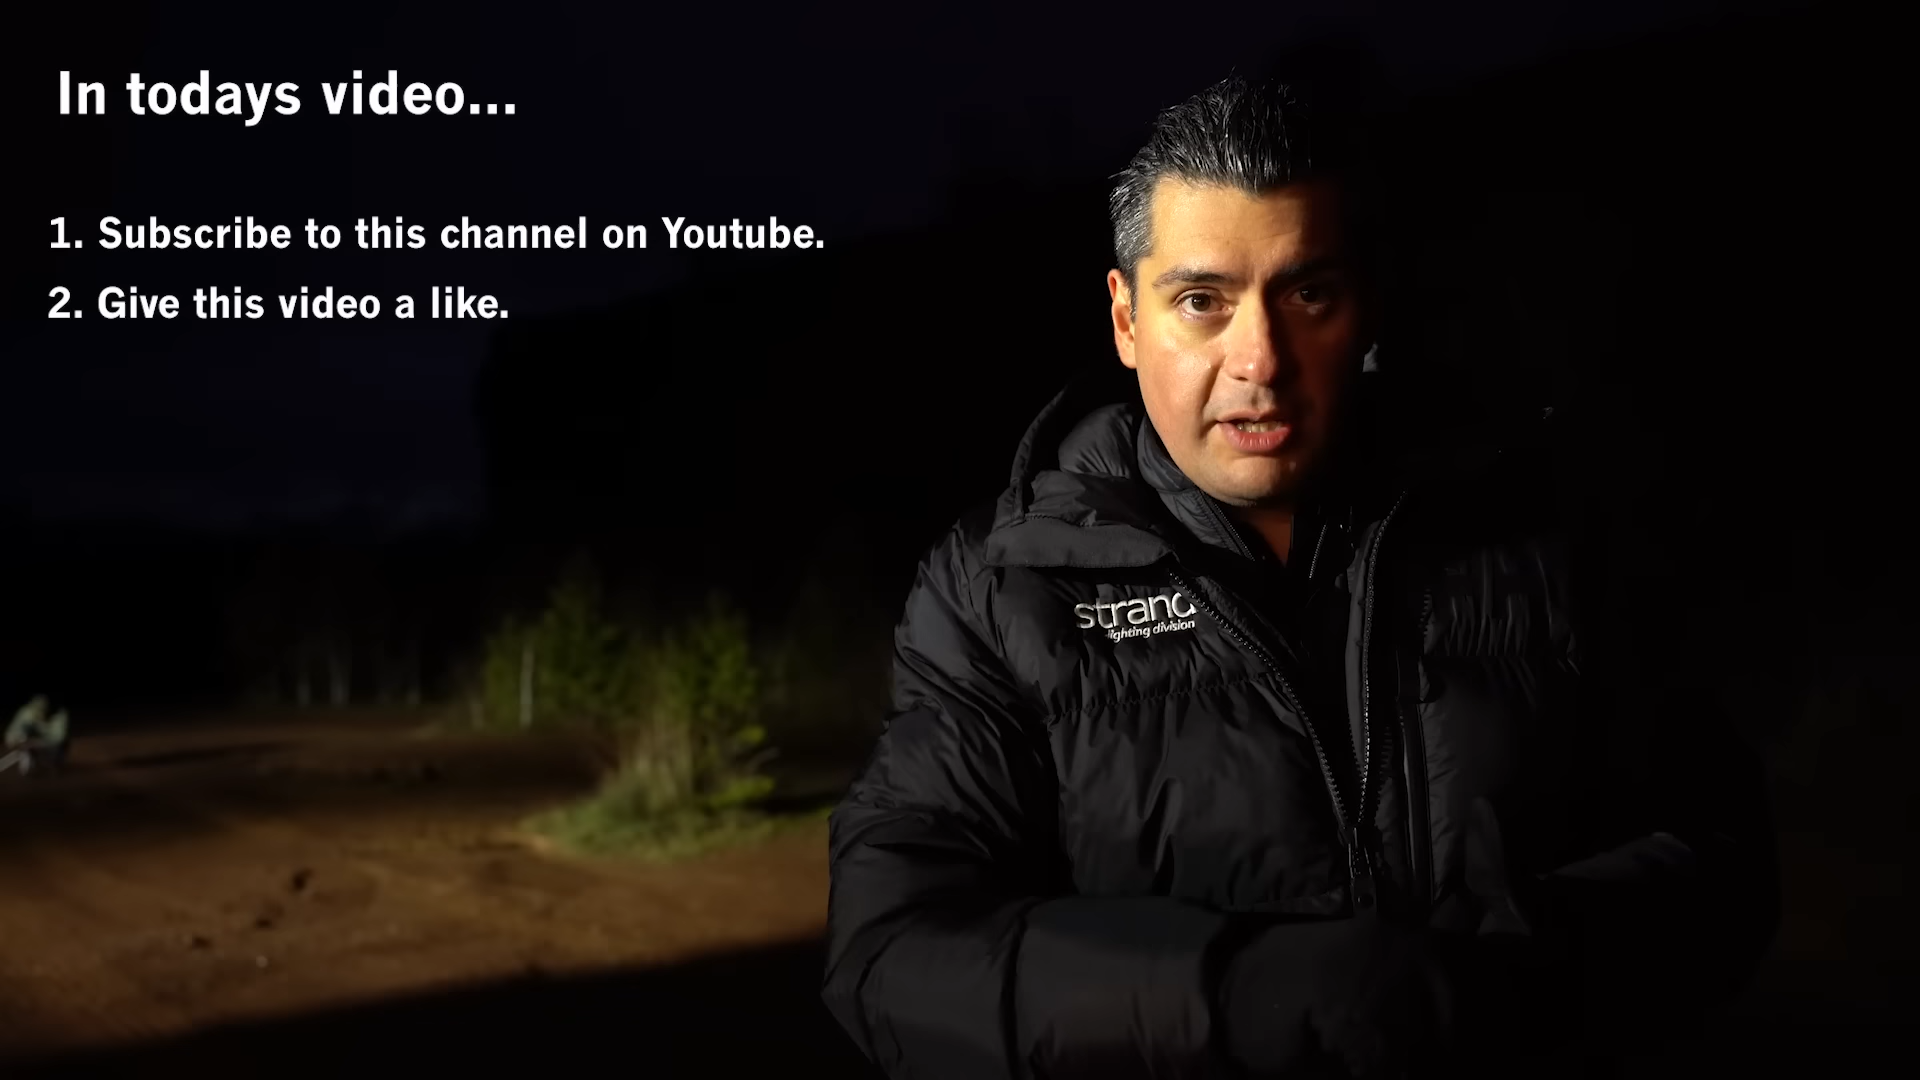 In todays video...
1. Subscribe to this channel on Youtube.
2. Give this video a like.
strand
lighting division